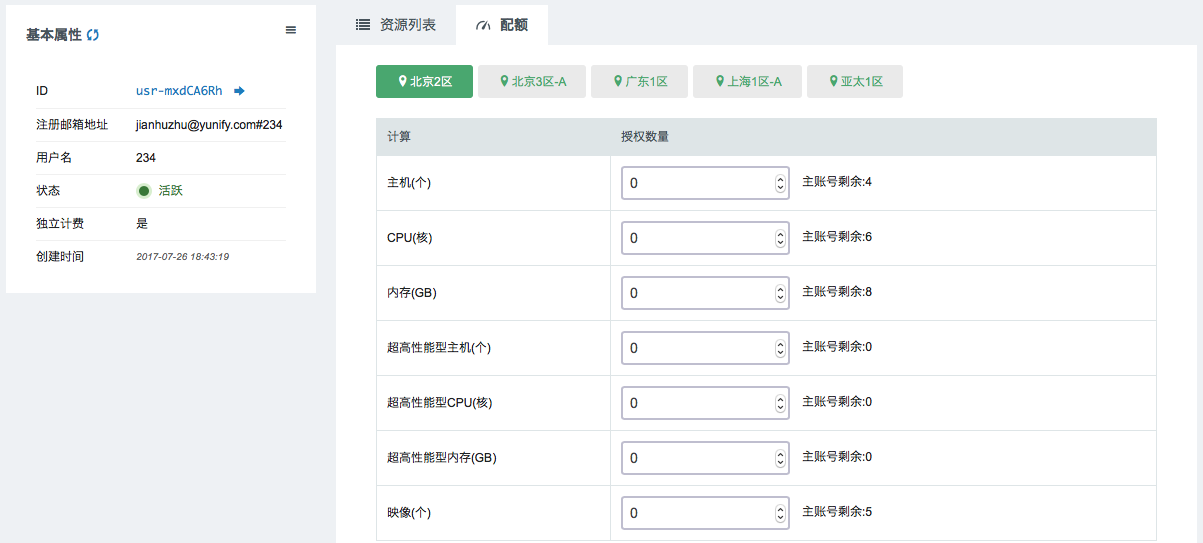 基本属性
ID usr-mxdCA6Rh
注册邮箱地址 jianhuzhu@yunify.com#234
用户名 234
状态 活跃
独立计费 是
创建时间 2017-07-26 18:43:19
资源列表 配额
北京2区 北京3区-A 广东1区 上海1区-A 亚太1区
计算 授权数量
主机(个) 0 主账号剩余:4
CPU(核) 0 主账号剩余:6
内存(GB) 0 主账号剩余:8
超高性能型主机(个) 0 主账号剩余:0
超高性能型CPU(核) 0 主账号剩余:0
超高性能型内存(GB) 0 主账号剩余:0
映像(个) 0 主账号剩余:5